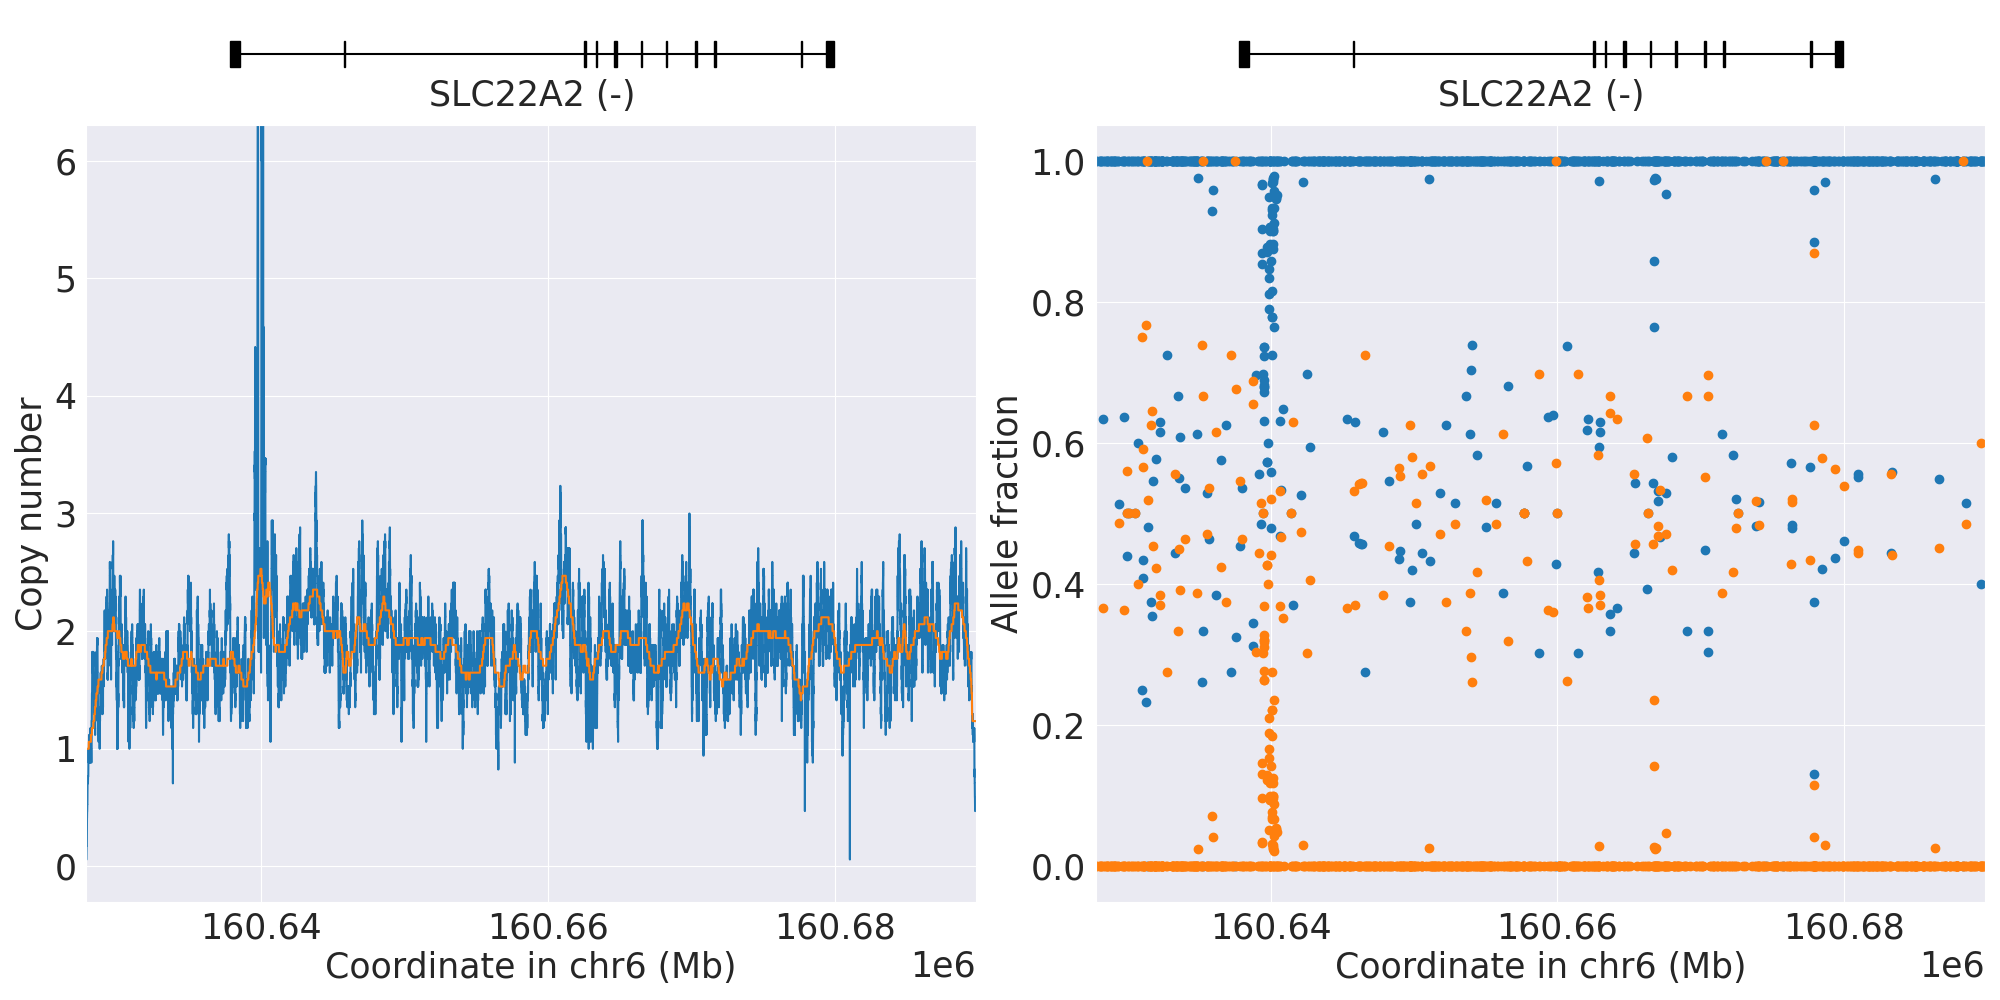 SLC22A2 (-)
Copy number
6
5
4
3
2
1
0
160.64
160.66
160.68
Coordinate in chr6 (Mb)
1e6
SLC22A2 (-)
Allele fraction
1.0
0.8
0.6
0.4
0.2
0.0
160.64
160.66
160.68
Coordinate in chr6 (Mb)
1e6